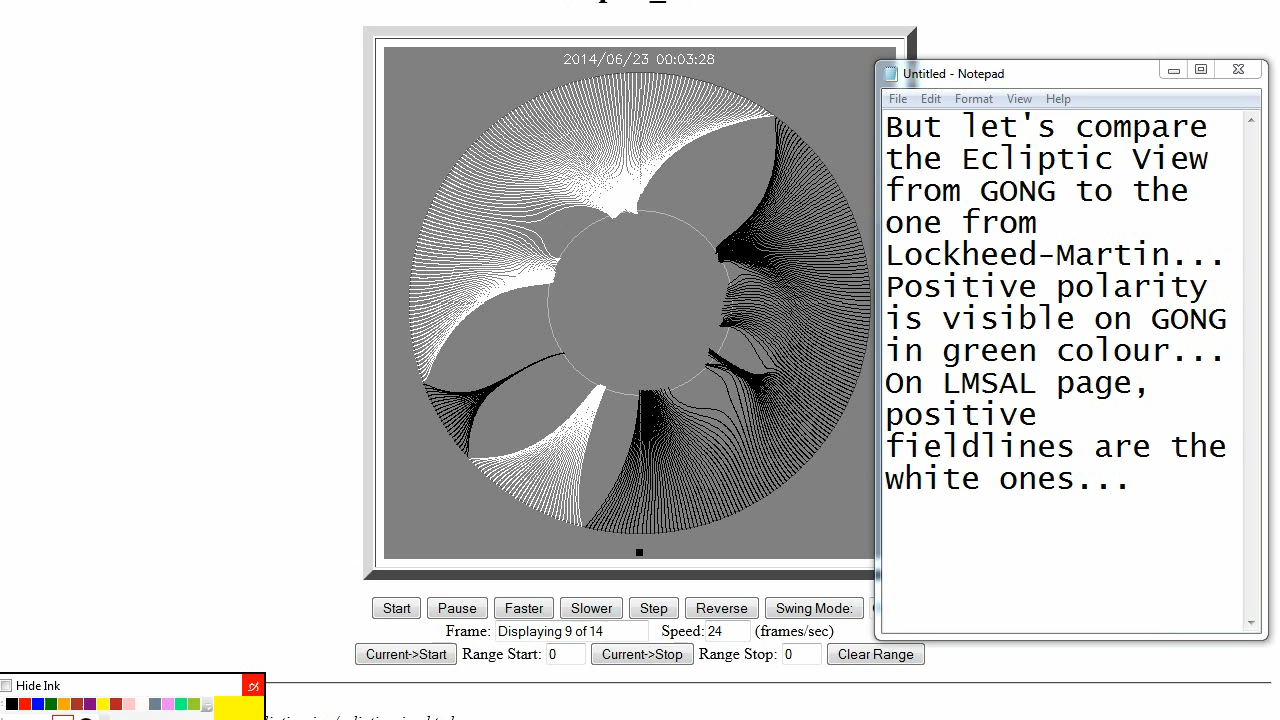 2014/06/23 00:03:28
Untitled - Notepad
File Edit Format View Help
But let's compare
the Ecliptic View
from GONG to the
one from
Lockheed-Martin...
Positive polarity
is visible on GONG
in green colour...
On LMSAL page,
positive
fieldlines are the
white ones...
Start Pause Faster Slower Step Reverse Swing Mode:
Frame: Displaying 9 of 14 Speed: 24 (frames/sec)
Current->Start Range Start: 0 Current->Stop Range Stop: 0 Clear Range
Hide Ink